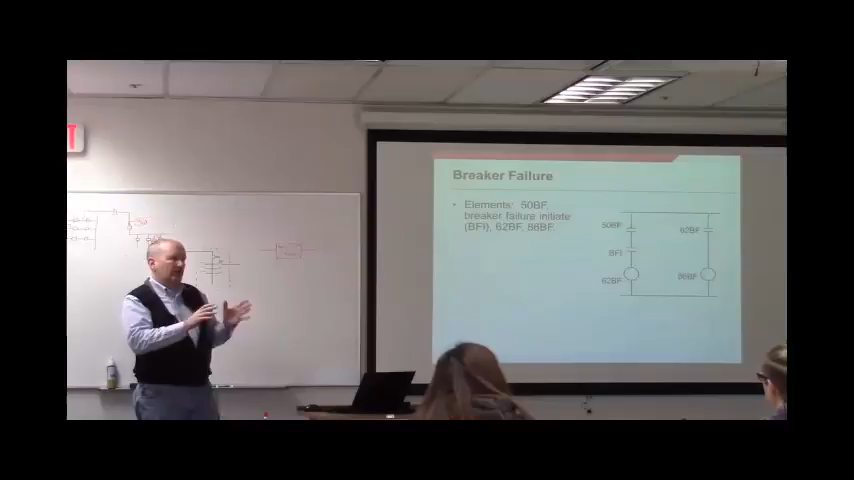 T
Breaker Failure
• Elements: 50BF,
breaker failure initiate
(BFI), 62BF, 86BF.
50BF
62BF
BFI
62BF
86BF